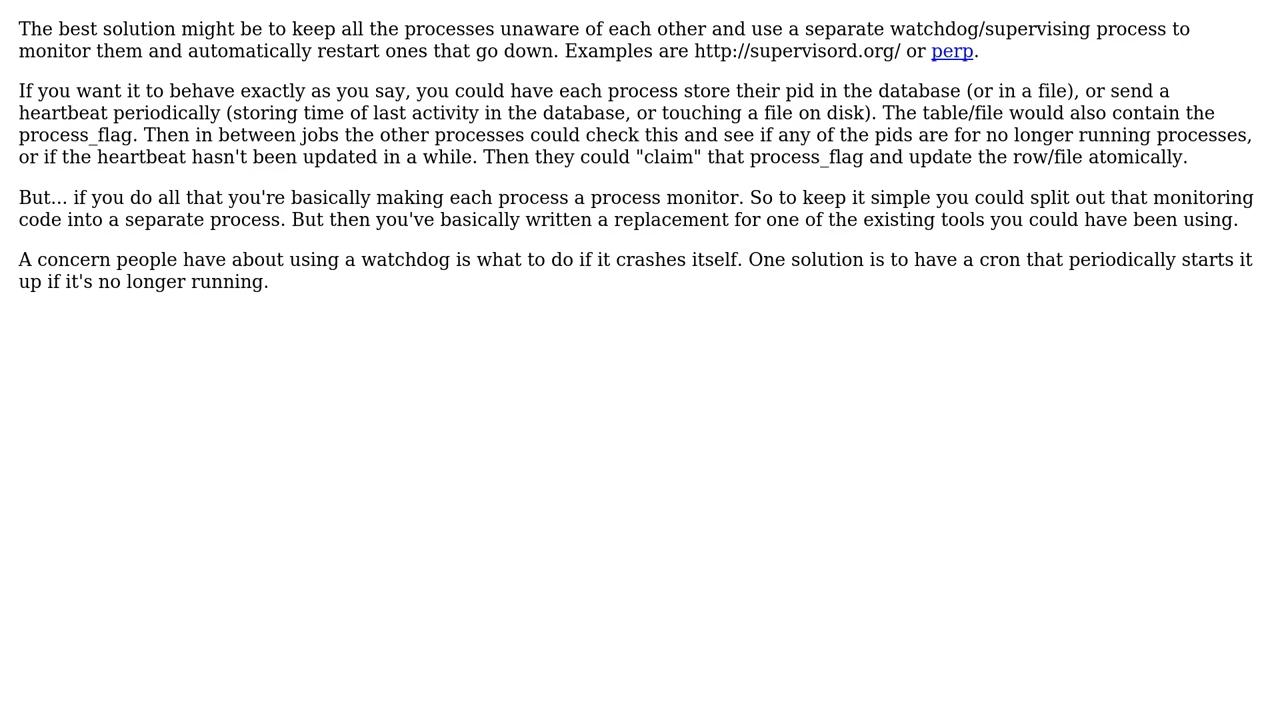 The best solution might be to keep all the processes unaware of each other and use a separate watchdog/supervising process to
monitor them and automatically restart ones that go down. Examples are http://supervisord.org/ or perp.
If you want it to behave exactly as you say, you could have each process store their pid in the database (or in a file), or send a
heartbeat periodically (storing time of last activity in the database, or touching a file on disk). The table/file would also contain the
process_flag. Then in between jobs the other processes could check this and see if any of the pids are for no longer running processes,
or if the heartbeat hasn't been updated in a while. Then they could "claim" that process_flag and update the row/file atomically.
But... if you do all that you're basically making each process a process monitor. So to keep it simple you could split out that monitoring
code into a separate process. But then you've basically written a replacement for one of the existing tools you could have been using.
A concern people have about using a watchdog is what to do if it crashes itself. One solution is to have a cron that periodically starts it
up if it's no longer running.